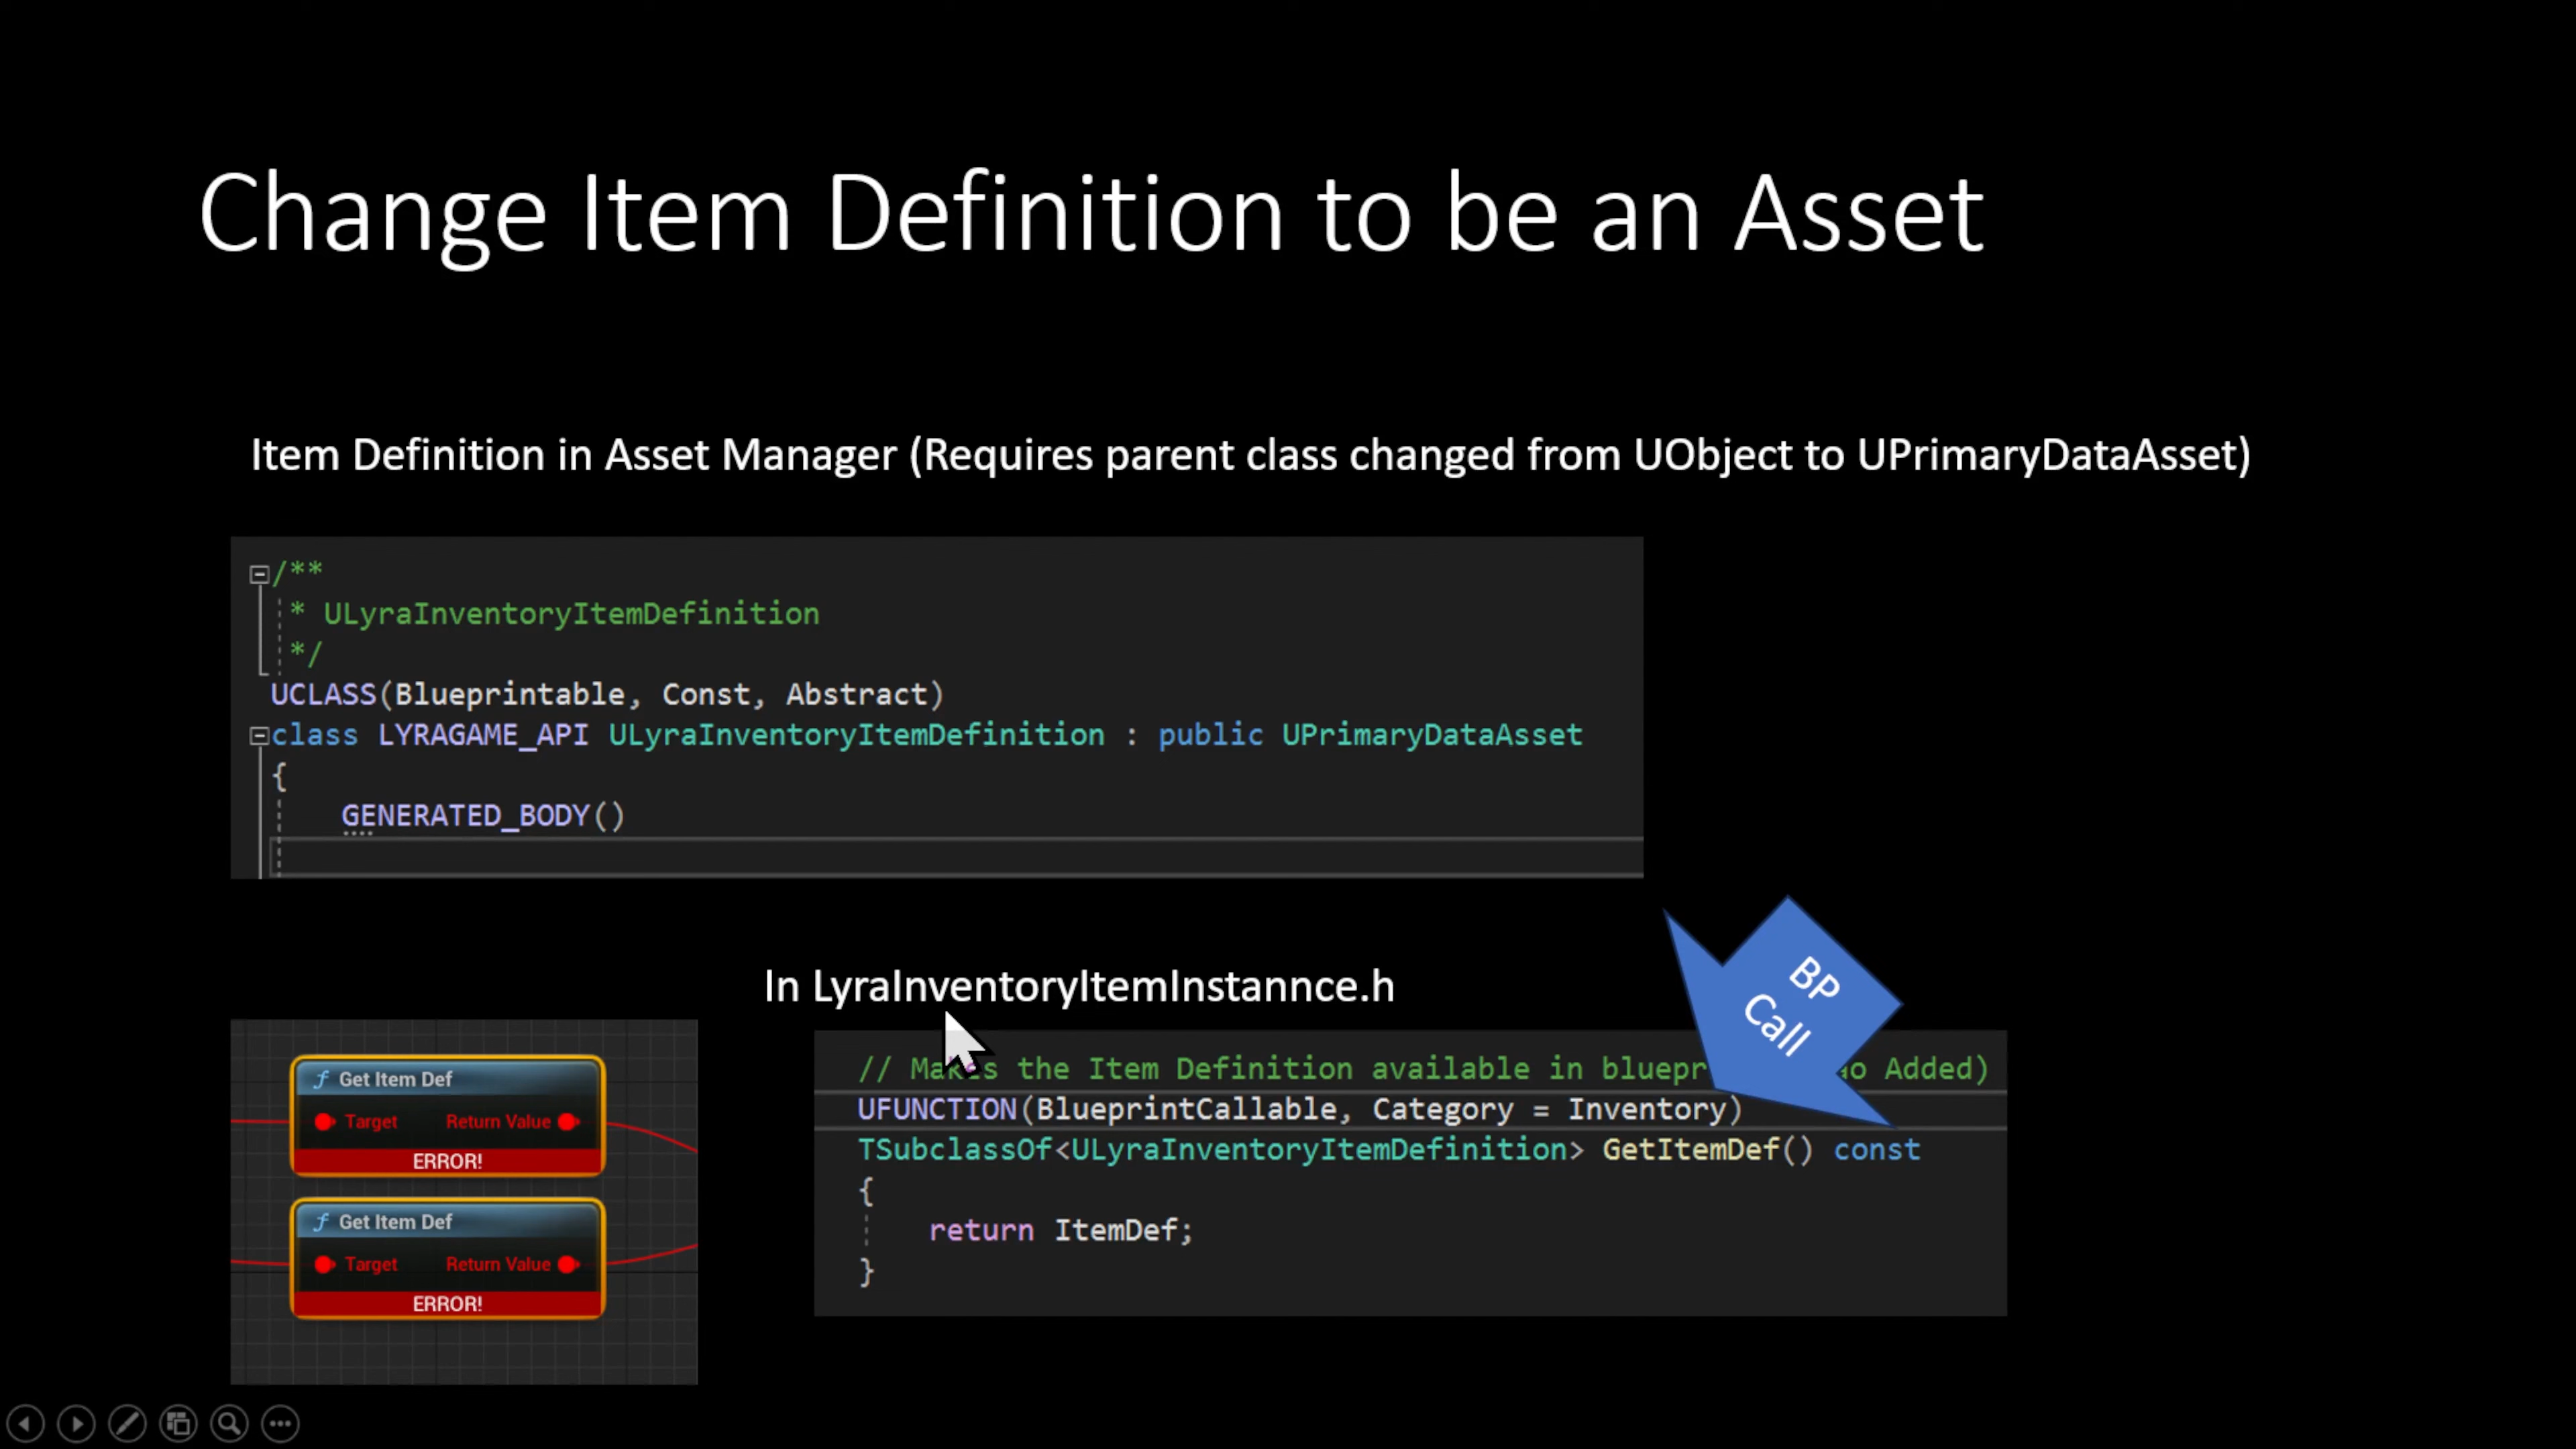 Change Item Definition to be an Asset
Item Definition in Asset Manager (Requires parent class changed from UObject to UPrimaryDataAsset)
/**
* ULyraInventoryItemDefinition
*/
UCLASS(Blueprintable, Const, Abstract)
class LYRAGAME_API ULyraInventoryItemDefinition : public UPrimaryDataAsset
{
GENERATED_BODY()
In LyraInventoryItemInstannce.h
BP
Call
// the Item Definition available in Added)
UFUNCTION(BlueprintCallable, Category = Inventory)
TSubclassOf<ULyraInventoryItemDefinition> GetItemDef() const
{
return ItemDef;
}
f Get Item Def
Target Return Value
ERROR!
f Get Item Def
Target Return Value
ERROR!